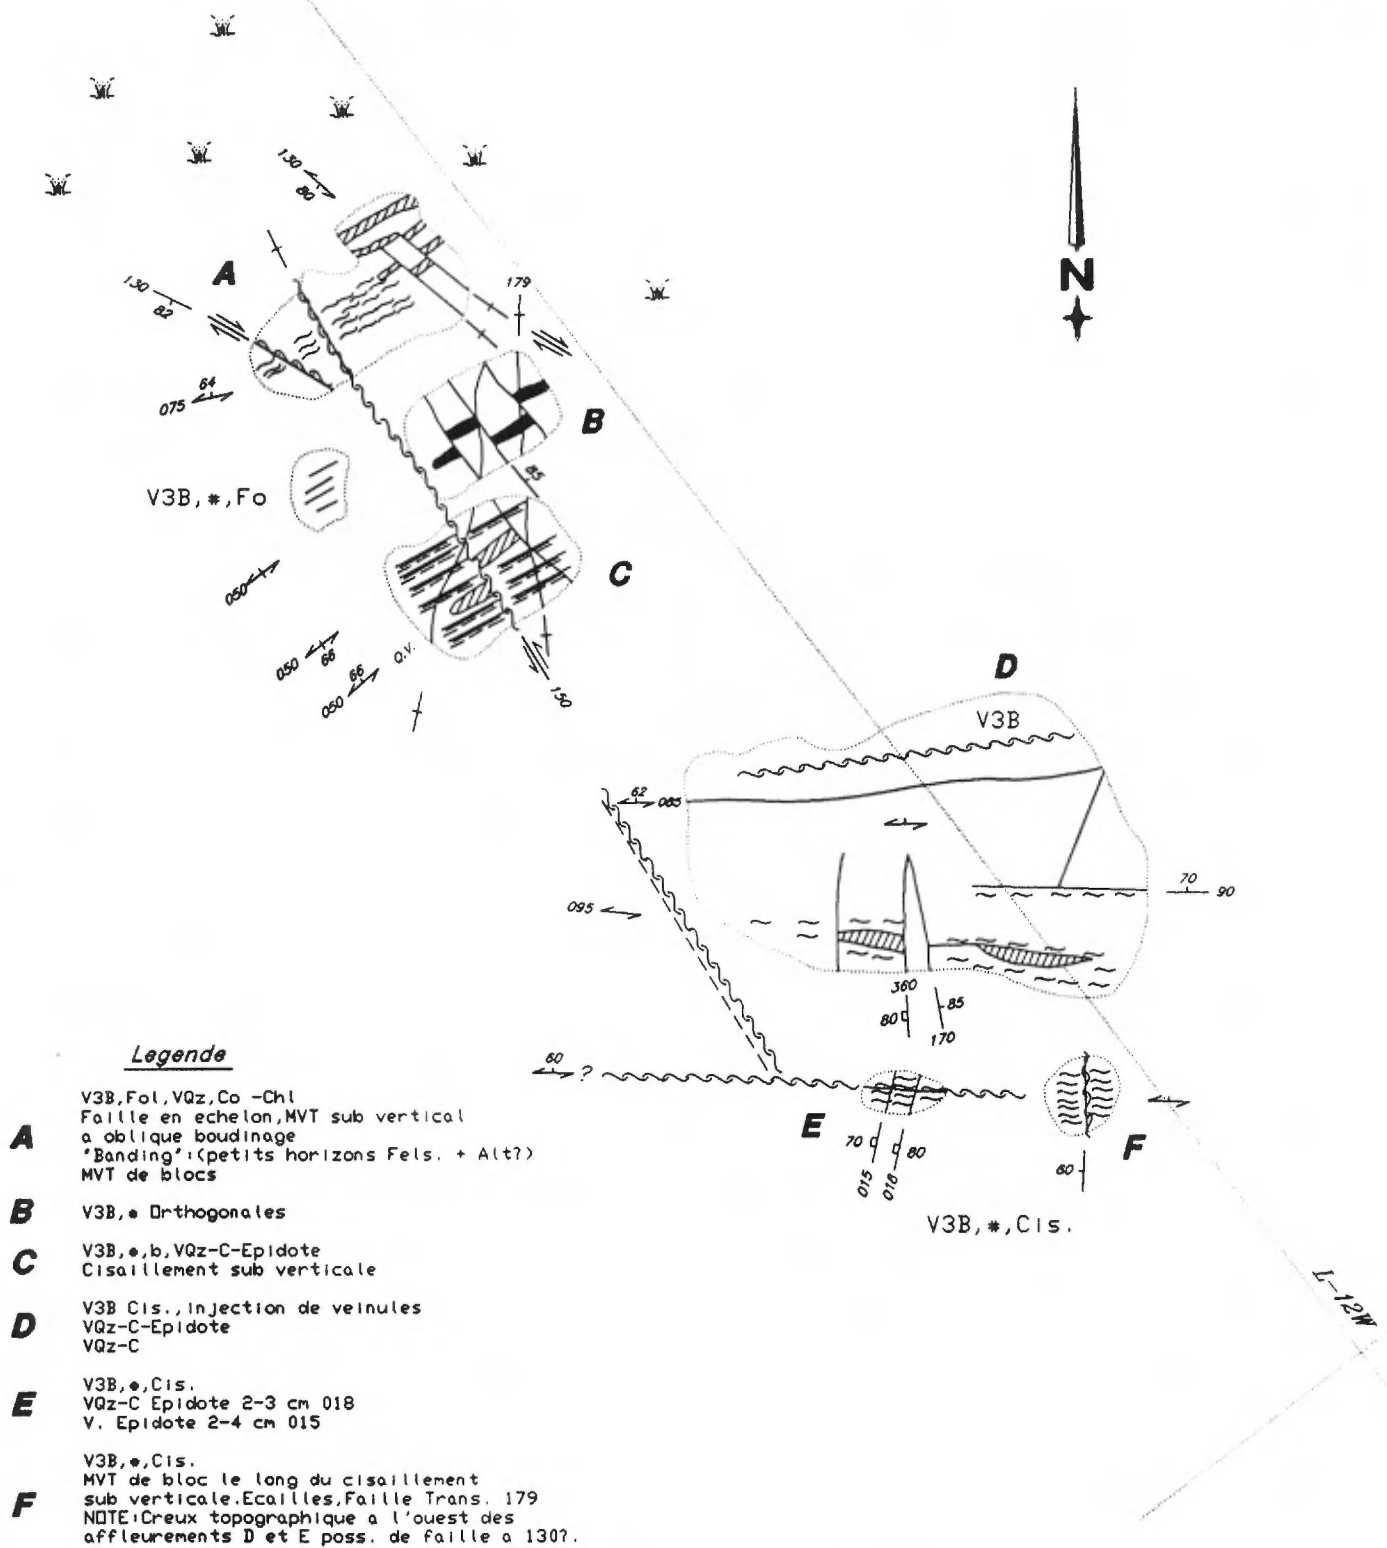 130
80
A
179
130
82
N
64
075
B
V3B,*,Fo
85
C
050
050
66
Q.V.
050
66
150
D
V3B
62
085
095
70
90
360
80
85
170
60
?
E
F
70
80
015
018
60
V3B,*,Cis.
L-12W
Legende
A
V3B,Fol,VQz,Co -Chl
Faille en echelon,MVT sub vertical
a oblique boudinage
"Banding":(petits horizons Fels. + Alt?)
MVT de blocs
B
V3B,* Orthogonales
C
V3B,*,b,VQz-C-Epidote
Cisaillement sub verticale
D
V3B Cis.,injection de veinules
VQz-C-Epidote
VQz-C
E
V3B,*,Cis.
VQz-C Epidote 2-3 cm 018
V. Epidote 2-4 cm 015
F
V3B,*,Cis.
MVT de bloc le long du cisaillement
sub verticale.Ecailles,Faille Trans. 179
NOTE:Creux topographique a l'ouest des
affleurements D et E poss. de faille a 130?.